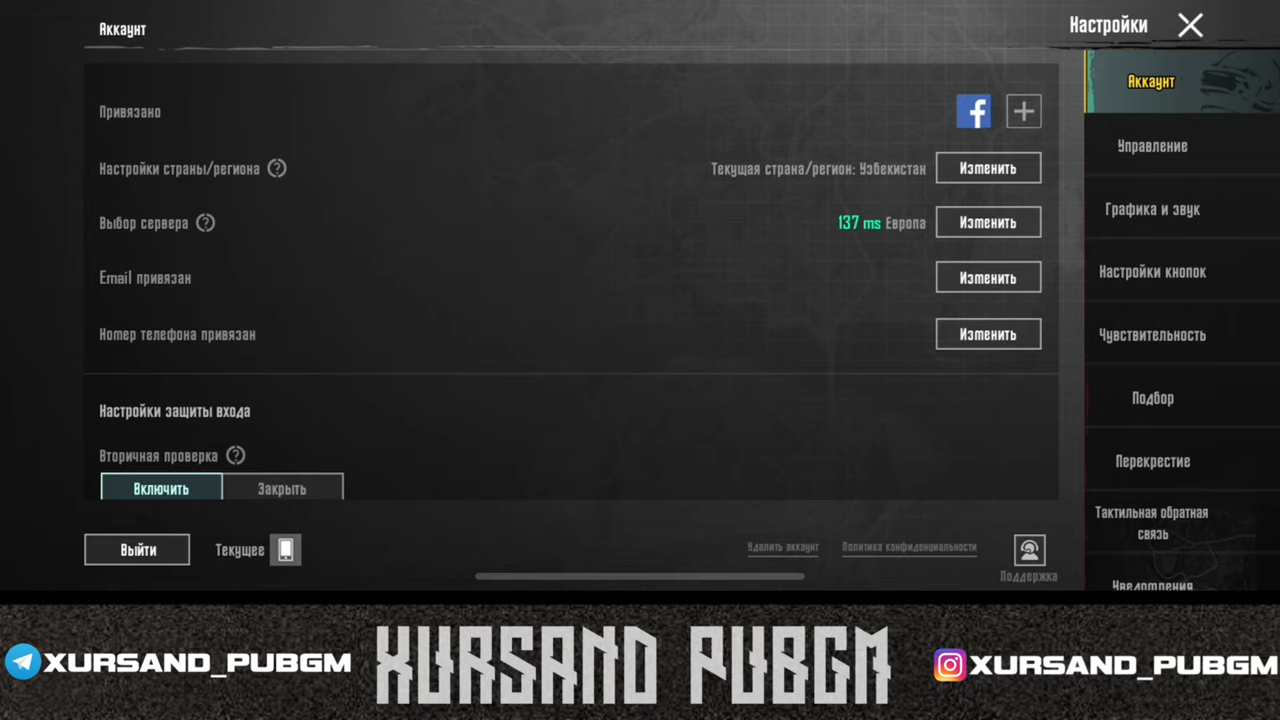 Аккаунт
Настройки
Привязано
Настройки страны/региона
Текущая страна/регион: Узбекистан
Изменить
Выбор сервера
137 ms Европа
Изменить
Email привязан
Изменить
Номер телефона привязан
Изменить
Настройки защиты входа
Вторичная проверка
Включить
Закрыть
Выйти
Текущее
Удалить аккаунт
Политика конфиденциальности
Поддержка
Аккаунт
Управление
Графика и звук
Настройки кнопок
Чувствительность
Подбор
Перекрестие
Тактильная обратная
связь
Уведомления
XURSAND_PUBGM
XURSAND PUBGM
XURSAND_PUBGM